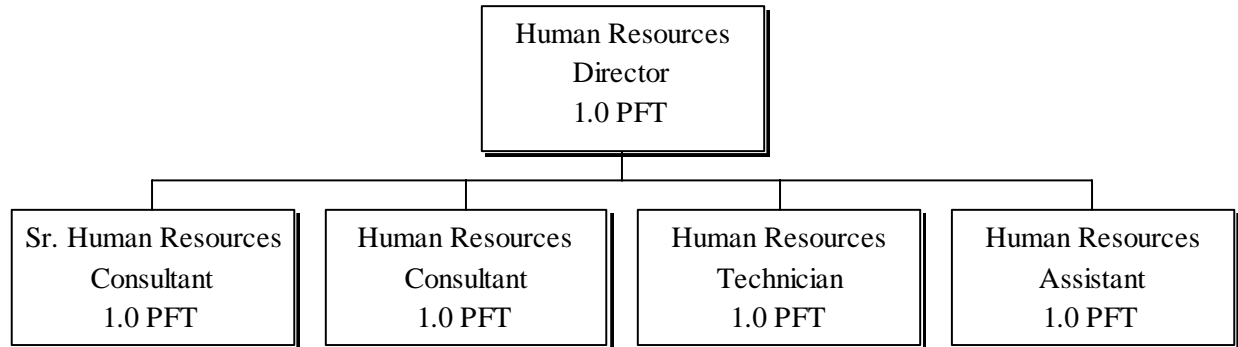 Human Resources
Director
1.0 PFT
Sr. Human Resources
Consultant
1.0 PFT
Human Resources
Consultant
1.0 PFT
Human Resources
Technician
1.0 PFT
Human Resources
Assistant
1.0 PFT